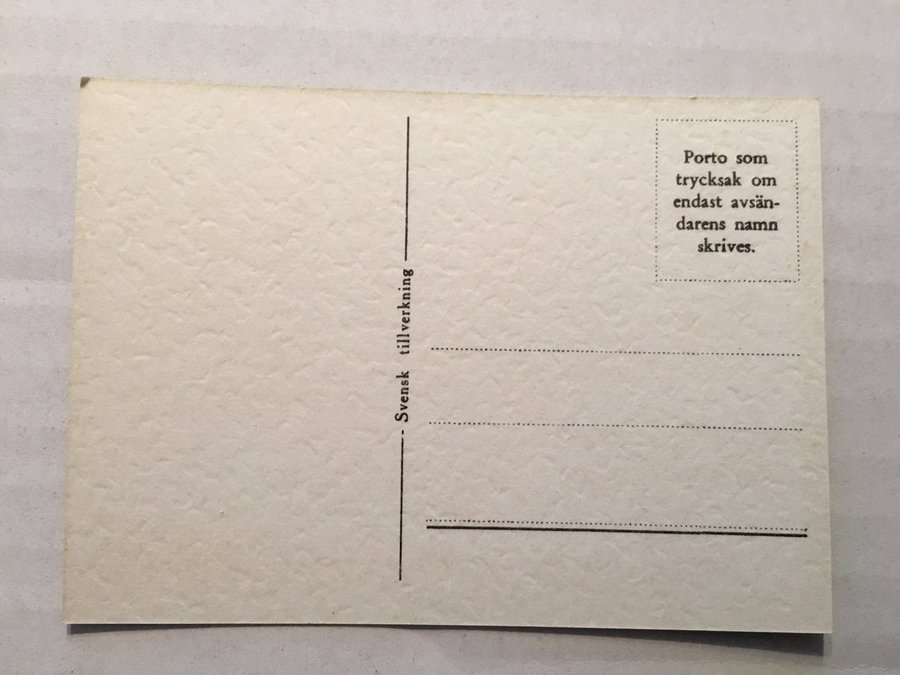 Porto som
trycksak om
endast avsän-
darens namn
skrives.
Svensk tillverkning